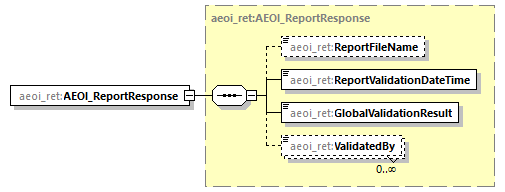 aeoi_ret:AEOI_ReportResponse
aeoi_ret:ReportFileName
aeoi_ret:ReportValidationDateTime
aeoi_ret:AEOI_ReportResponse
aeoi_ret:GlobalValidationResult
aeoi_ret:ValidatedBy
0..∞